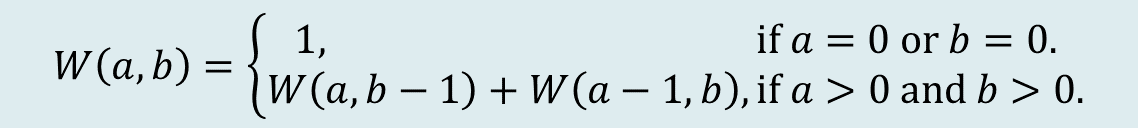 W(a, b) = { 1, if a = 0 or b = 0.
W(a, b − 1) + W(a − 1, b), if a > 0 and b > 0.